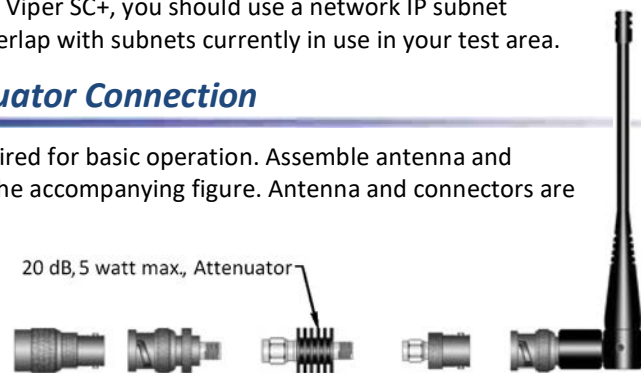 Viper SC+, you should use a network IP subnet
erlap with subnets currently in use in your test area.
uator Connection
ired for basic operation. Assemble antenna and
he accompanying figure. Antenna and connectors are
20 dB, 5 watt max., Attenuator